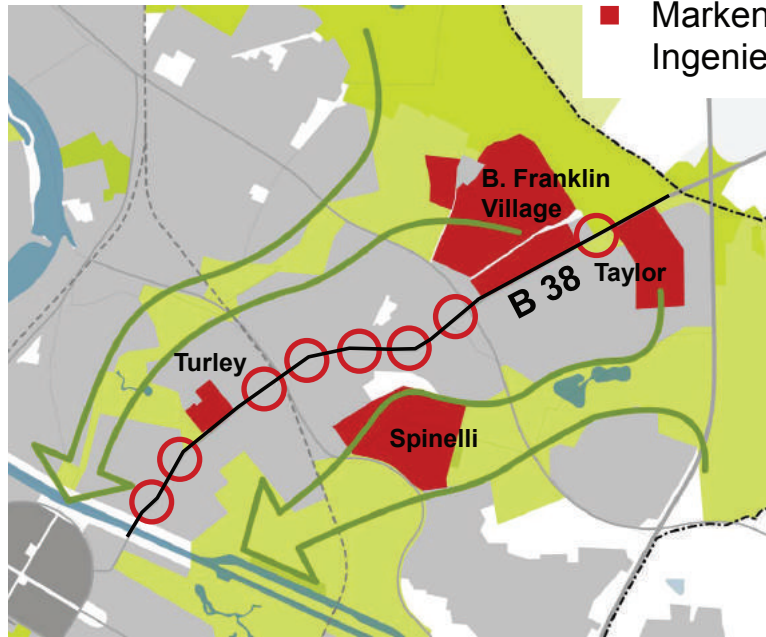 Marken
Ingenie
B. Franklin
Village
Taylor
B 38
Turley
Spinelli